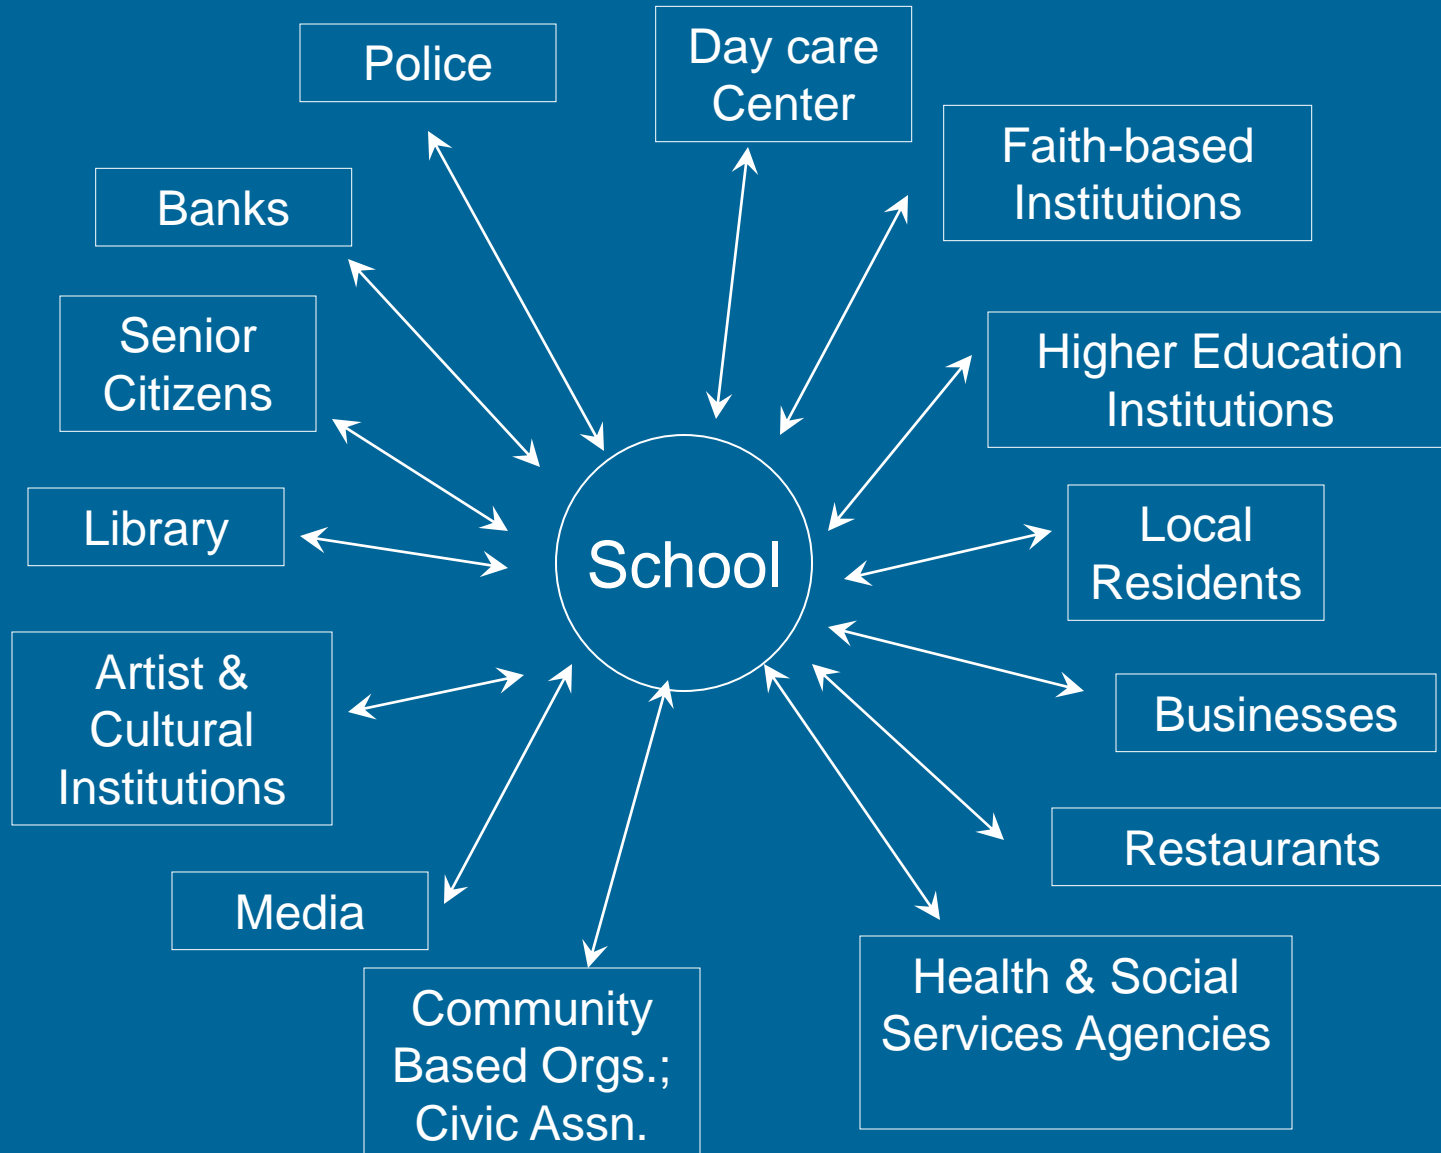 Police
Day care
Center
Faith-based
Institutions
Banks
Senior
Citizens
Higher Education
Institutions
Library
School
Local
Residents
Artist &
Cultural
Institutions
Businesses
Restaurants
Media
Health & Social
Services Agencies
Community
Based Orgs.;
Civic Assn.